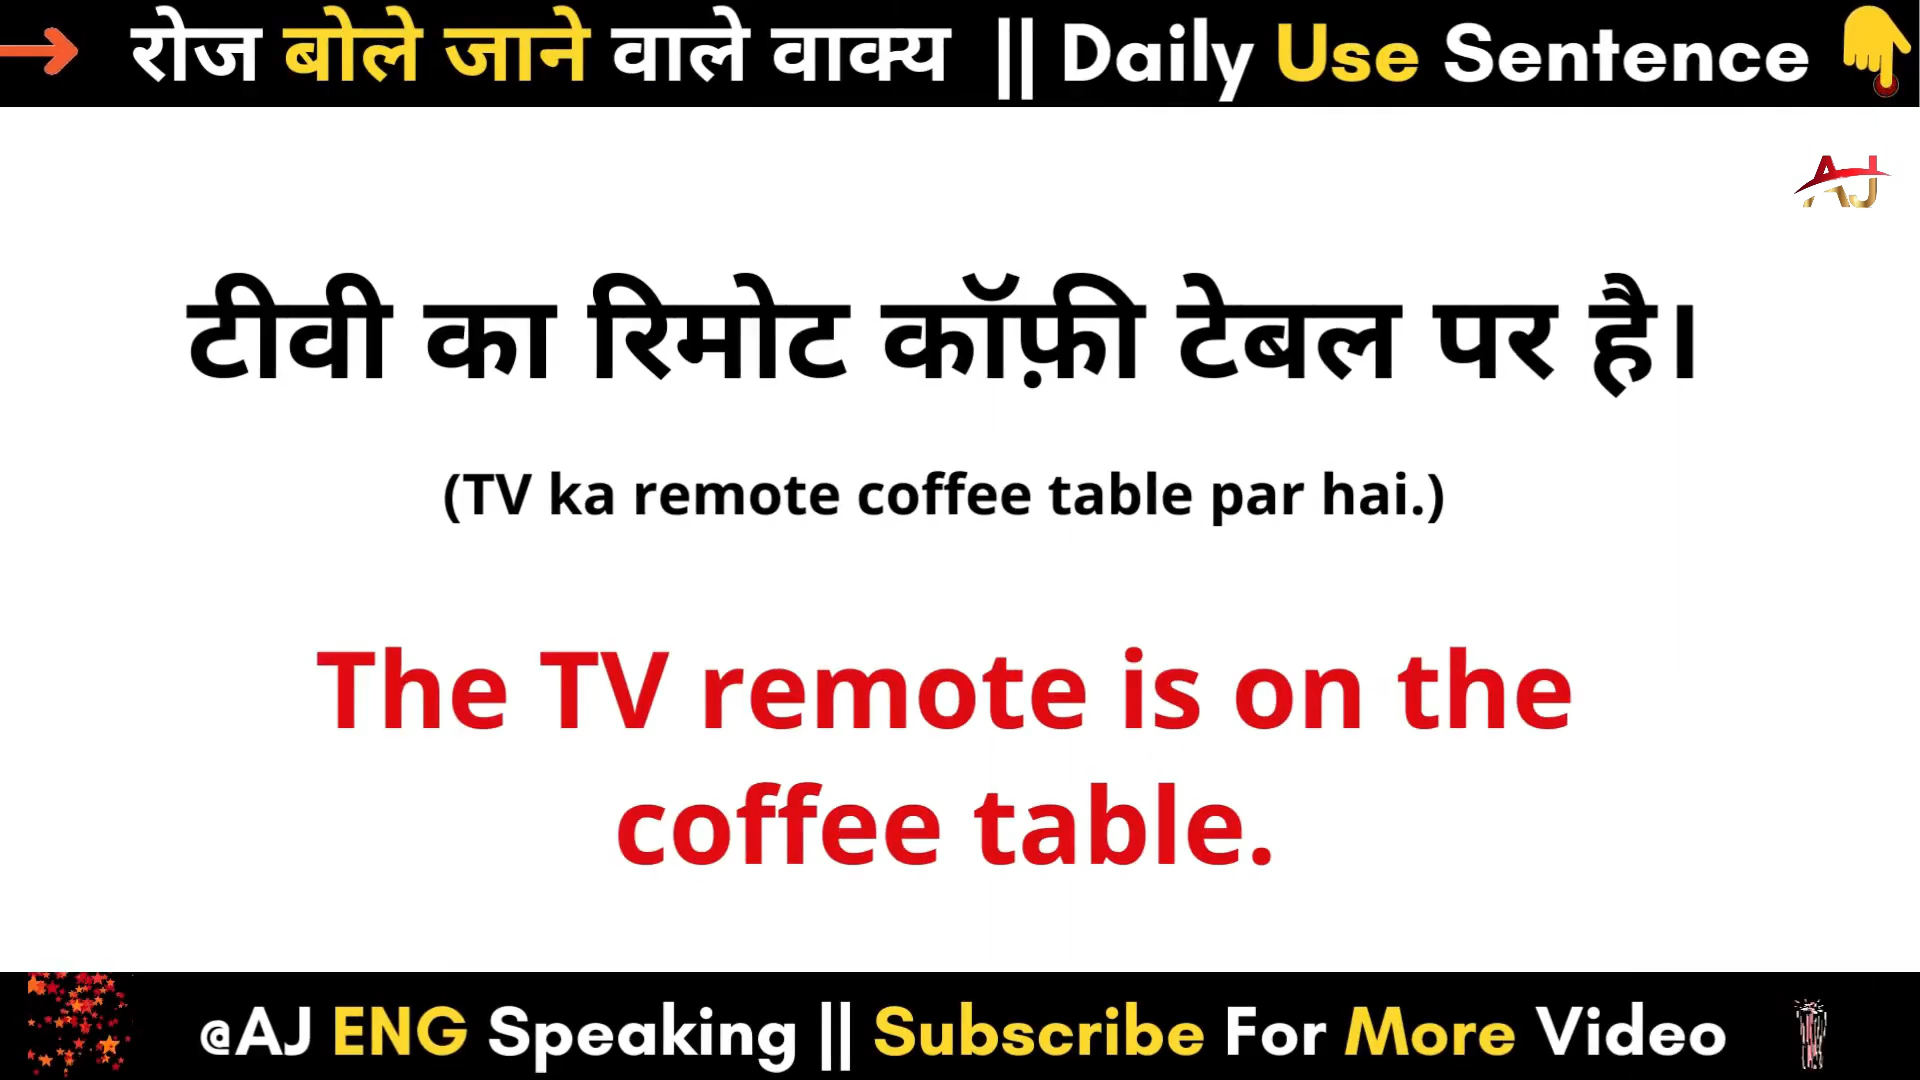 रोज बोले जाने वाले वाक्य || Daily Use Sentence
AJ
टीवी का रिमोट कॉफ़ी टेबल पर है।
(TV ka remote coffee table par hai.)
The TV remote is on the
coffee table.
@AJ ENG Speaking || Subscribe For More Video